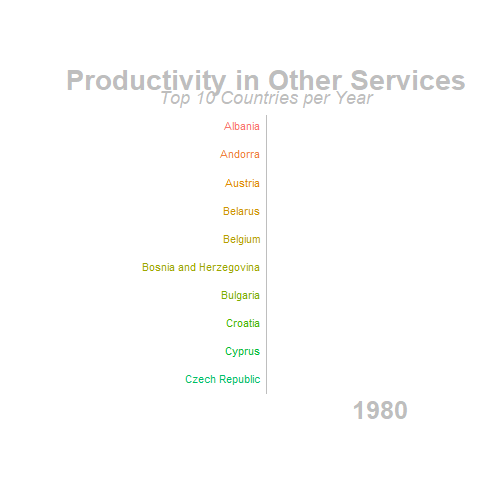 Productivity in Other Services
Top 10 Countries per Year
Albania
Andorra
Austria
Belarus
Belgium
Bosnia and Herzegovina
Bulgaria
Croatia
Cyprus
Czech Republic
1980